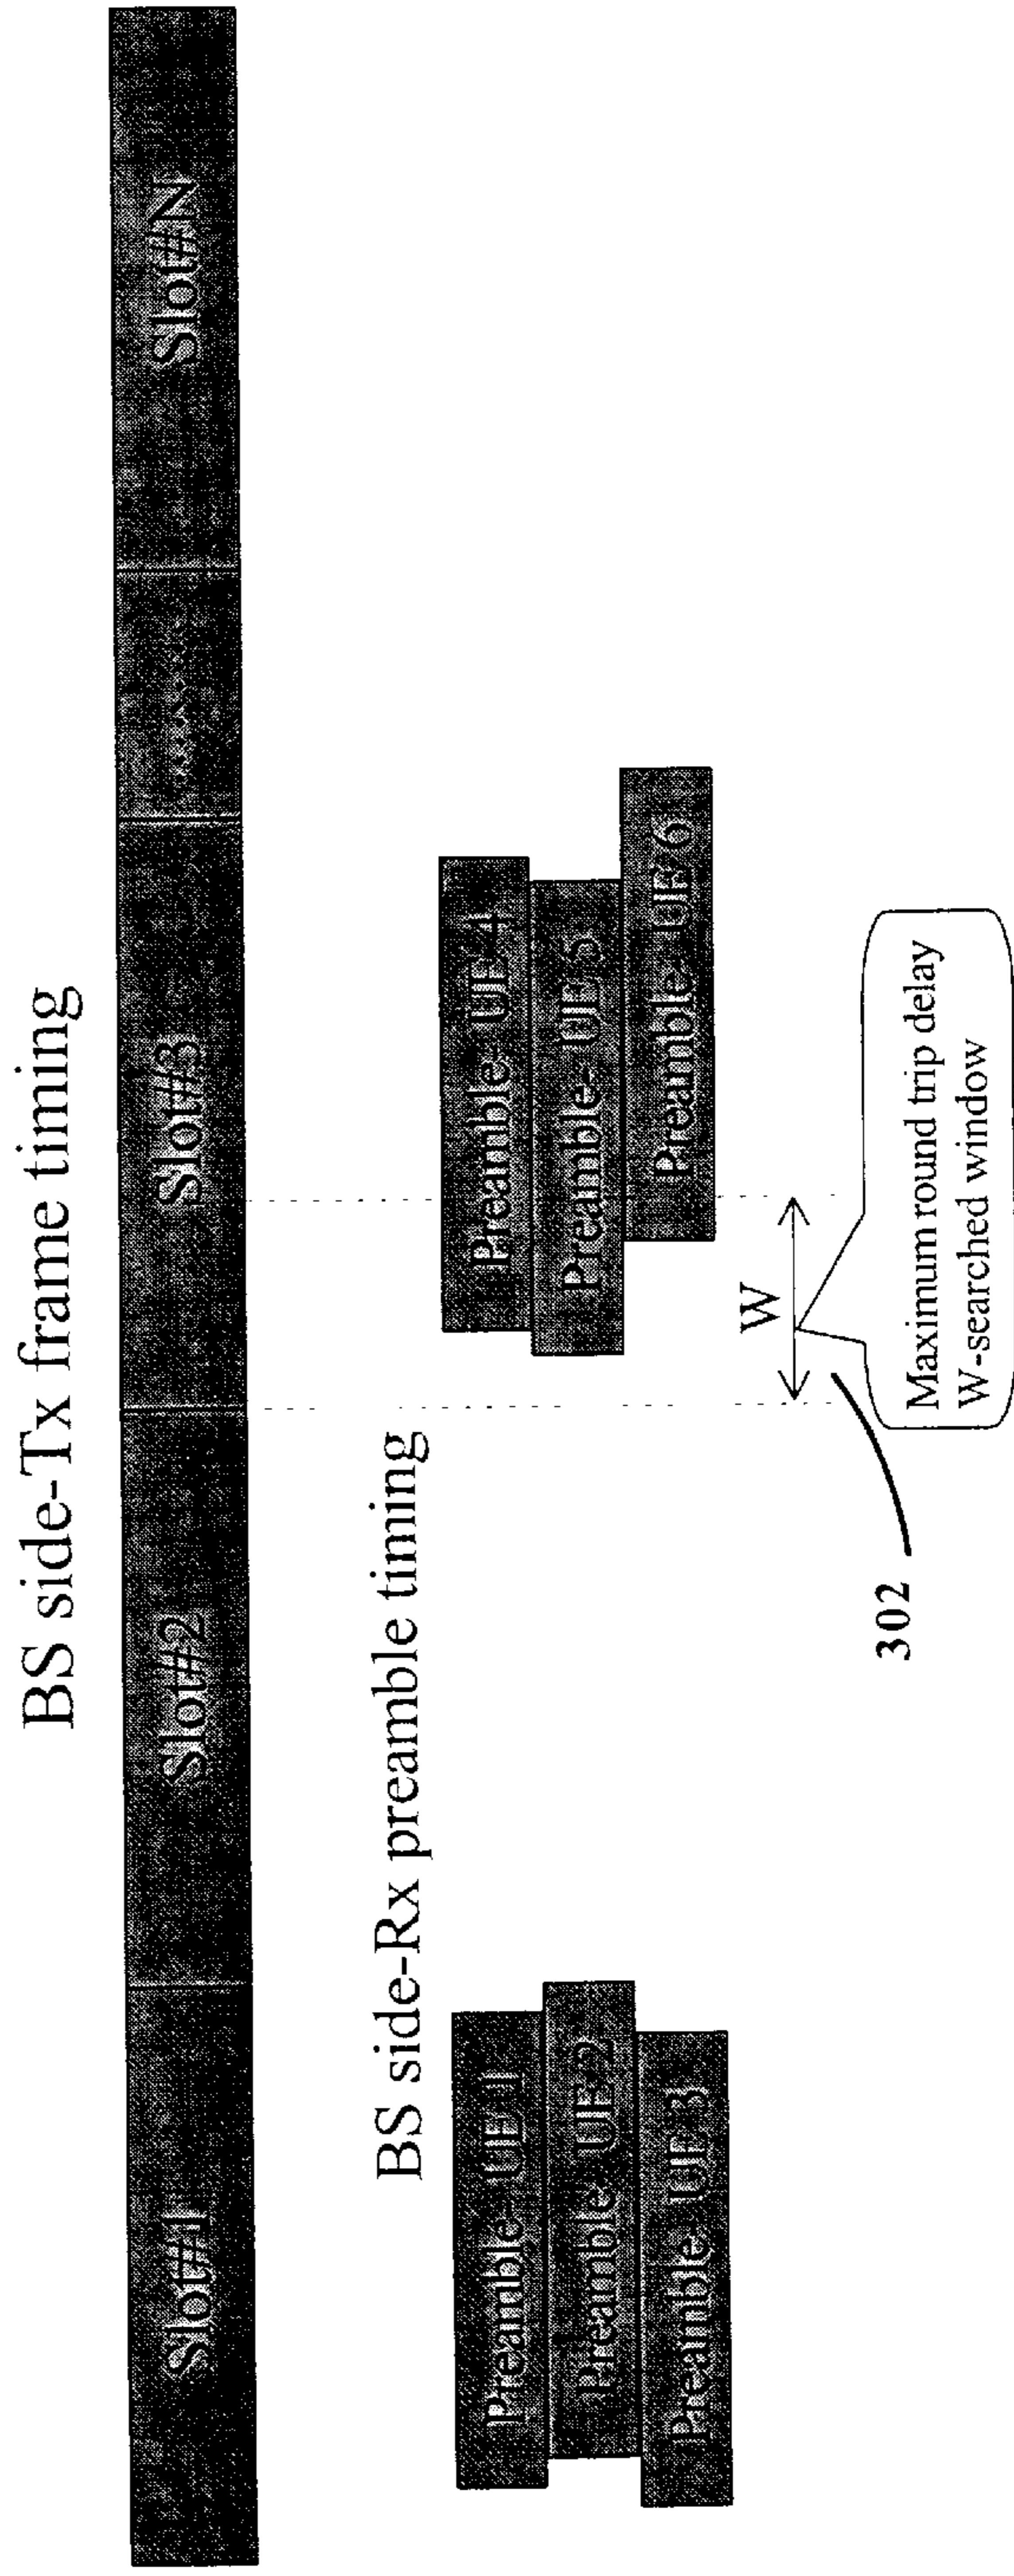 BS side-Tx frame timing
Slot#1
Slot#2
Slot#3
.......
Slot#N
BS side-Rx preamble timing
Preamble- UE 1
Preamble- UE 2
Preamble- UE 3
Preamble- UE 4
Preamble- UE 5
Preamble- UE 6
W
302
Maximum round trip delay
W-searched window